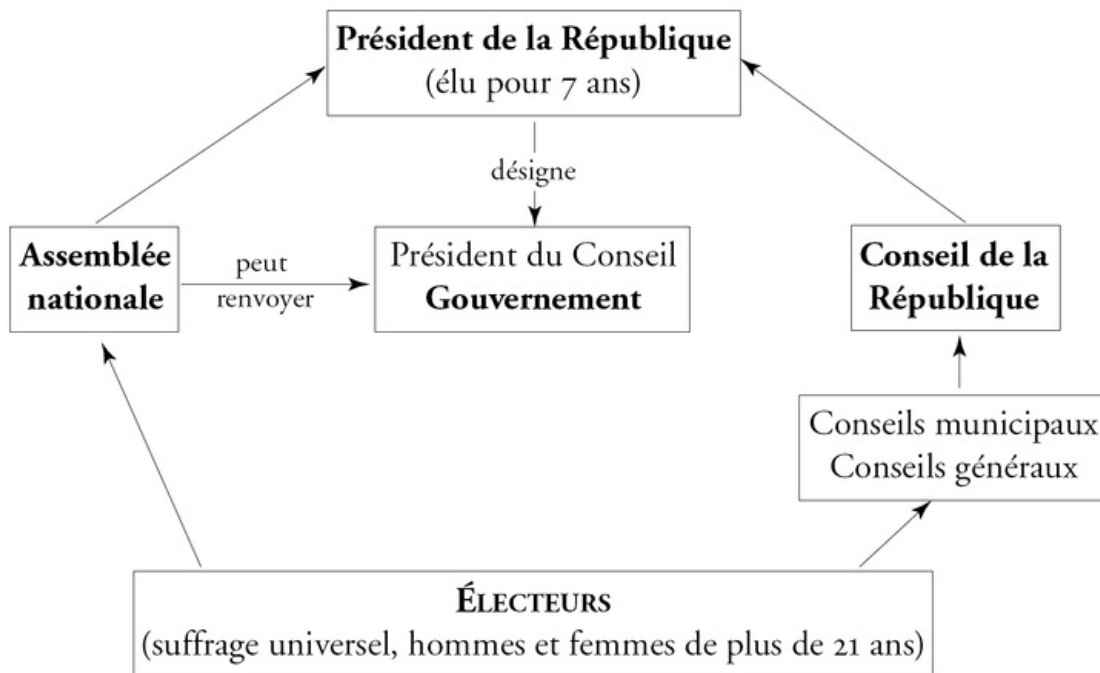 Président de la République
(élu pour 7 ans)
désigne
Assemblée
nationale
peut
renvoyer
Président du Conseil
Gouvernement
Conseil de la
République
Conseils municipaux
Conseils généraux
ÉLECTEURS
(suffrage universel, hommes et femmes de plus de 21 ans)